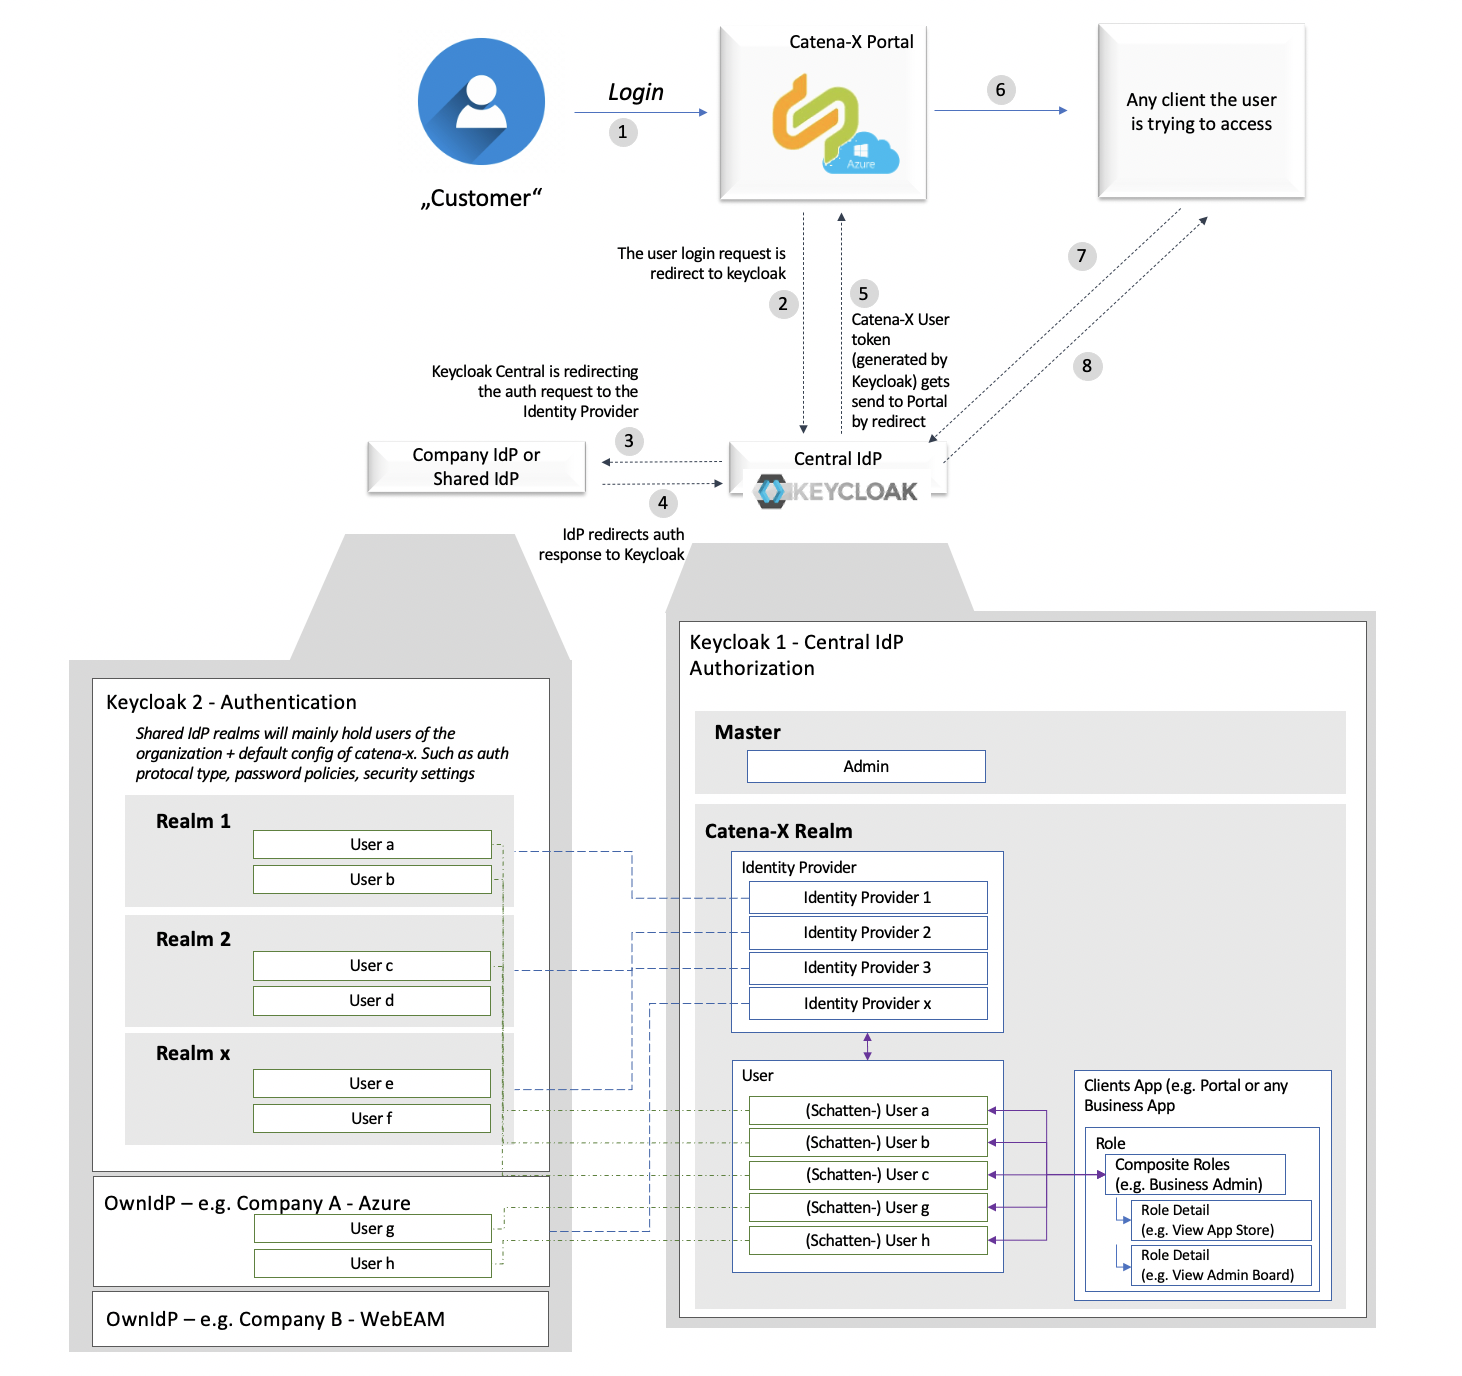 Catena-X Portal
Azure
Login
1
6
Any client the user
is trying to access
„Customer“
The user login request is
redirect to keycloak
2
5
Catena-X User
token
(generated by
Keycloak) gets
send to Portal
by redirect
7
8
Keycloak Central is redirecting
the auth request to the
Identity Provider
3
Company IdP or
Shared IdP
Central IdP
KEYCLOAK
4
IdP redirects auth
response to Keycloak
Keycloak 2 - Authentication
Shared IdP realms will mainly hold users of the
organization + default config of catena-x. Such as auth
protocal type, password policies, security settings
Realm 1
User a
User b
Realm 2
User c
User d
Realm x
User e
User f
OwnIdP – e.g. Company A - Azure
User g
User h
OwnIdP – e.g. Company B - WebEAM
Keycloak 1 - Central IdP
Authorization
Master
Admin
Catena-X Realm
Identity Provider
Identity Provider 1
Identity Provider 2
Identity Provider 3
Identity Provider x
User
(Schatten-) User a
(Schatten-) User b
(Schatten-) User c
(Schatten-) User g
(Schatten-) User h
Clients App (e.g. Portal or any
Business App
Role
Composite Roles
(e.g. Business Admin)
Role Detail
(e.g. View App Store)
Role Detail
(e.g. View Admin Board)